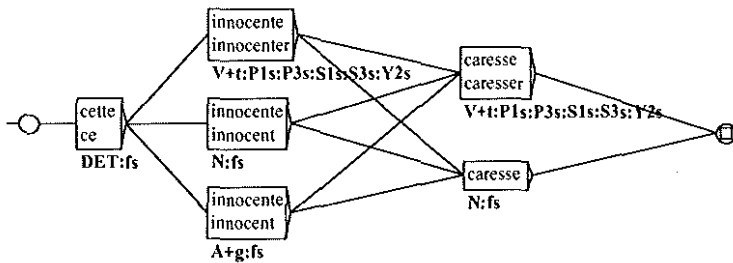 cette
ce
DET:fs
innocente
innocenter
V+t:P1s:P3s:S1s:S3s:Y2s
innocente
innocent
N:fs
innocente
innocent
A+g:fs
caresse
caresser
V+t:P1s:P3s:S1s:S3s:Y2s
caresse
N:fs